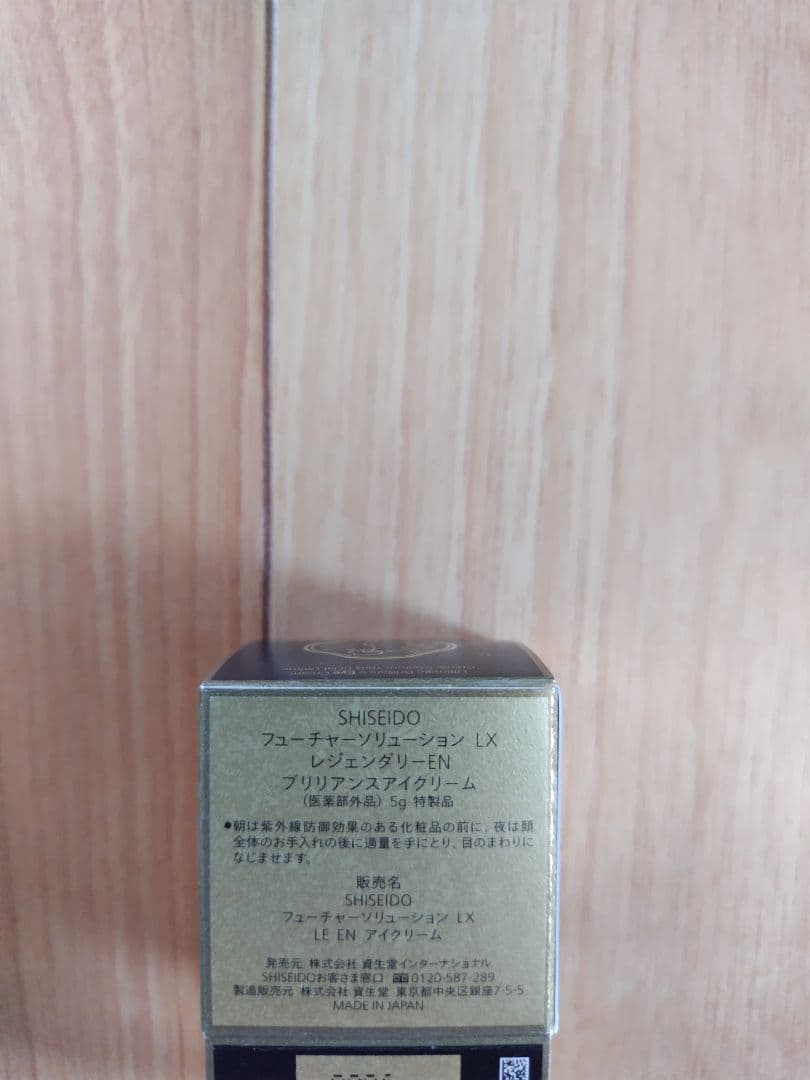 SHISEIDO
フューチャーソリューション LX
レジェンダリーEN
ブリリアンスアイクリーム
（医薬部外品）5g 特製品
●朝は紫外線防御効果のある化粧品の前に、夜は顔
全体のお手入れの後に適量を手にとり、目のまわりに
なじませます。
販売名
SHISEIDO
フューチャーソリューション LX
LE EN アイクリーム
発売元 株式会社 資生堂インターナショナル
SHISEIDOお客さま窓口 0120-587-289
製造販売元 株式会社 資生堂 東京都中央区銀座7-5-5
MADE IN JAPAN